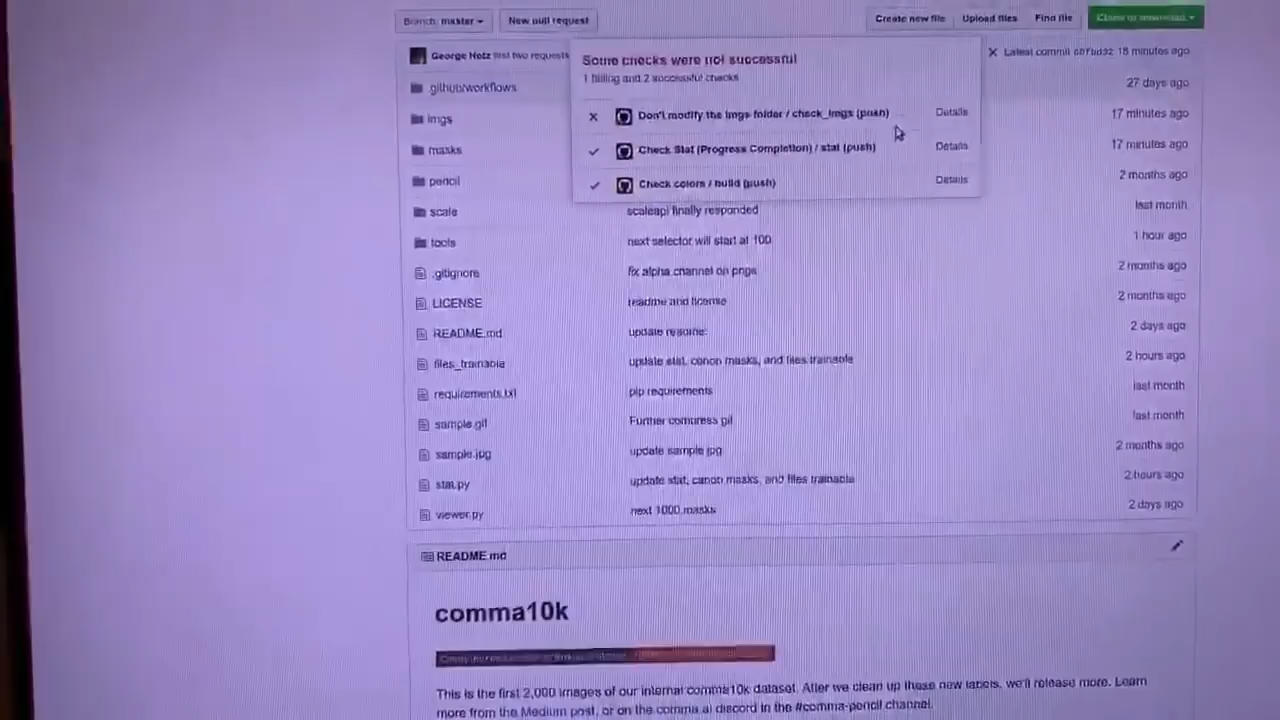 Branch: master
New pull request
Create new file
Upload files
Find file
Clone or download
George Hotz first two requests
Some checks were not successful
1 failing and 2 successful checks
Latest commit 18 minutes ago
.github/workflows
27 days ago
Don't modify the imgs folder / check_imgs (push)
Details
imgs
17 minutes ago
Check Stat (Progress Completion) / stat (push)
Details
masks
17 minutes ago
Check colors / build (push)
Details
pencil
2 months ago
scale
scaleapi finally responded
last month
tools
next selector will start at 100
1 hour ago
.gitignore
fix alpha channel on pngs
2 months ago
LICENSE
readme and license
2 months ago
README.md
update
2 days ago
files_trainable
update stat, canon masks, and files trainable
2 hours ago
requirements.txt
pip requirements
last month
sample.gif
Further compress gif
last month
sample.jpg
update sample jpg
2 months ago
stat.py
update stat, canon masks, and files trainable
2 hours ago
viewer.py
next 1000 masks
2 days ago
README.md
comma10k
This is the first 2,000 images of our internal comma10k dataset. After we clean up these new labels, we'll release more. Learn
more from the Medium post, or on the comma.ai discord in the #comma-pencil channel.